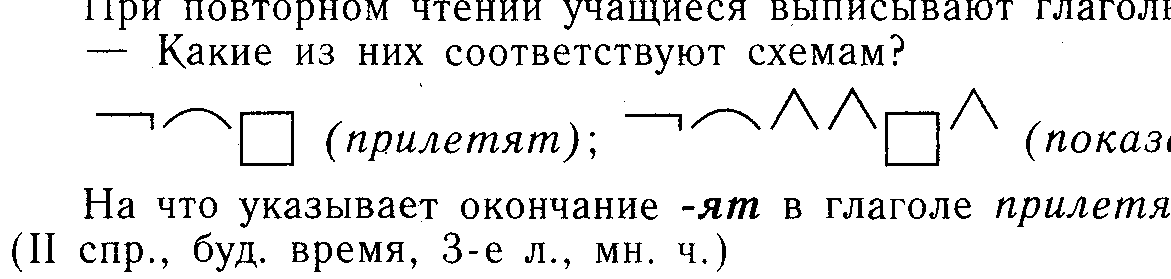 При повторном чтении учащиеся выписывают
— Какие из них соответствуют схемам?
(прилетят);
На что указывает окончание -ят в глаголе
(II спр., буд. время, 3-е л., мн. ч.)